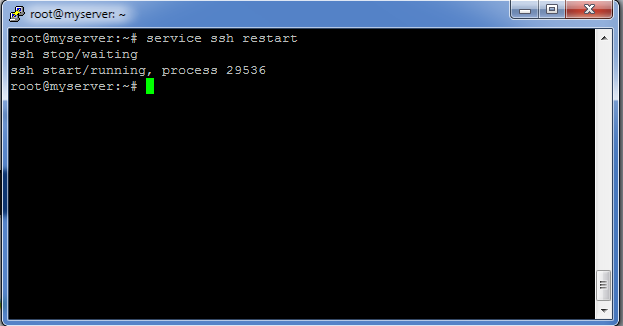 root@myserver: ~
root@myserver:~# service ssh restart
ssh stop/waiting
ssh start/running, process 29536
root@myserver:~#